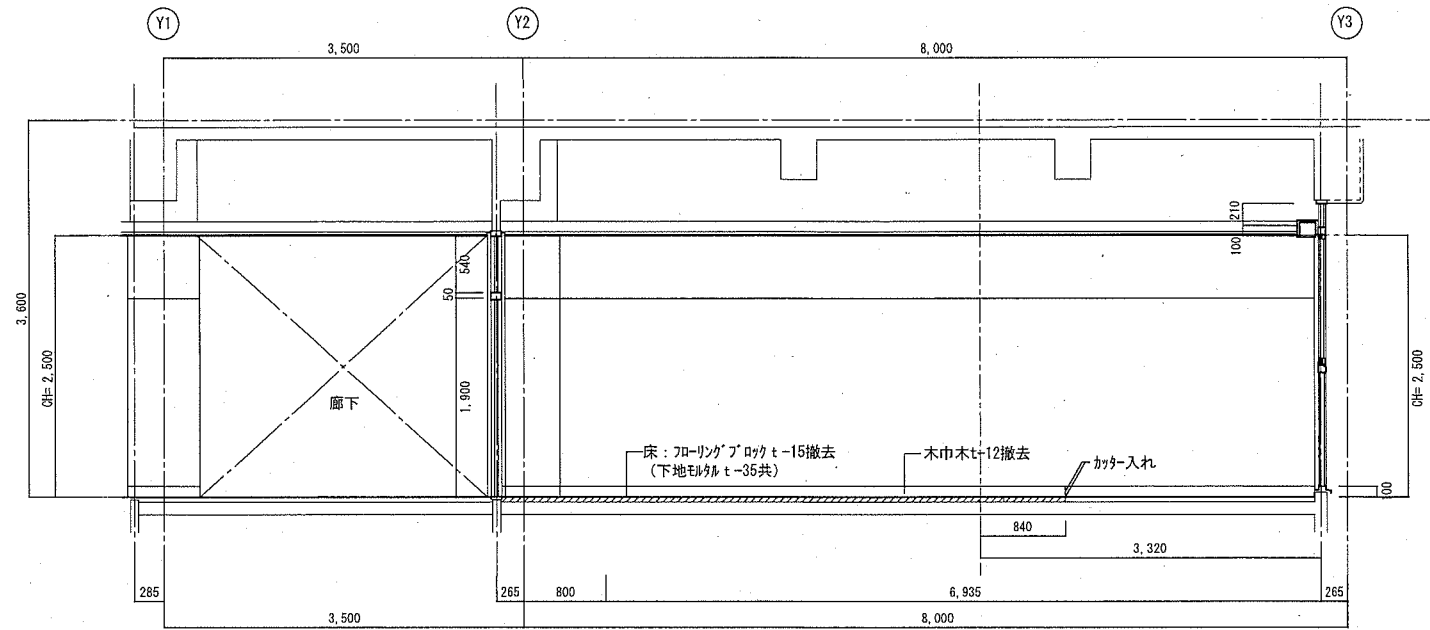 Y1
Y2
Y3
3,500
8,000
3,600
CH= 2,500
540
50
1,900
廊下
210
100
CH= 2,500
床：フローリングブロック t-15撤去
(下地モルタル t-35共)
木巾木t-12撤去
カッター入れ
100
840
3,320
285
265
800
6,935
265
3,500
8,000